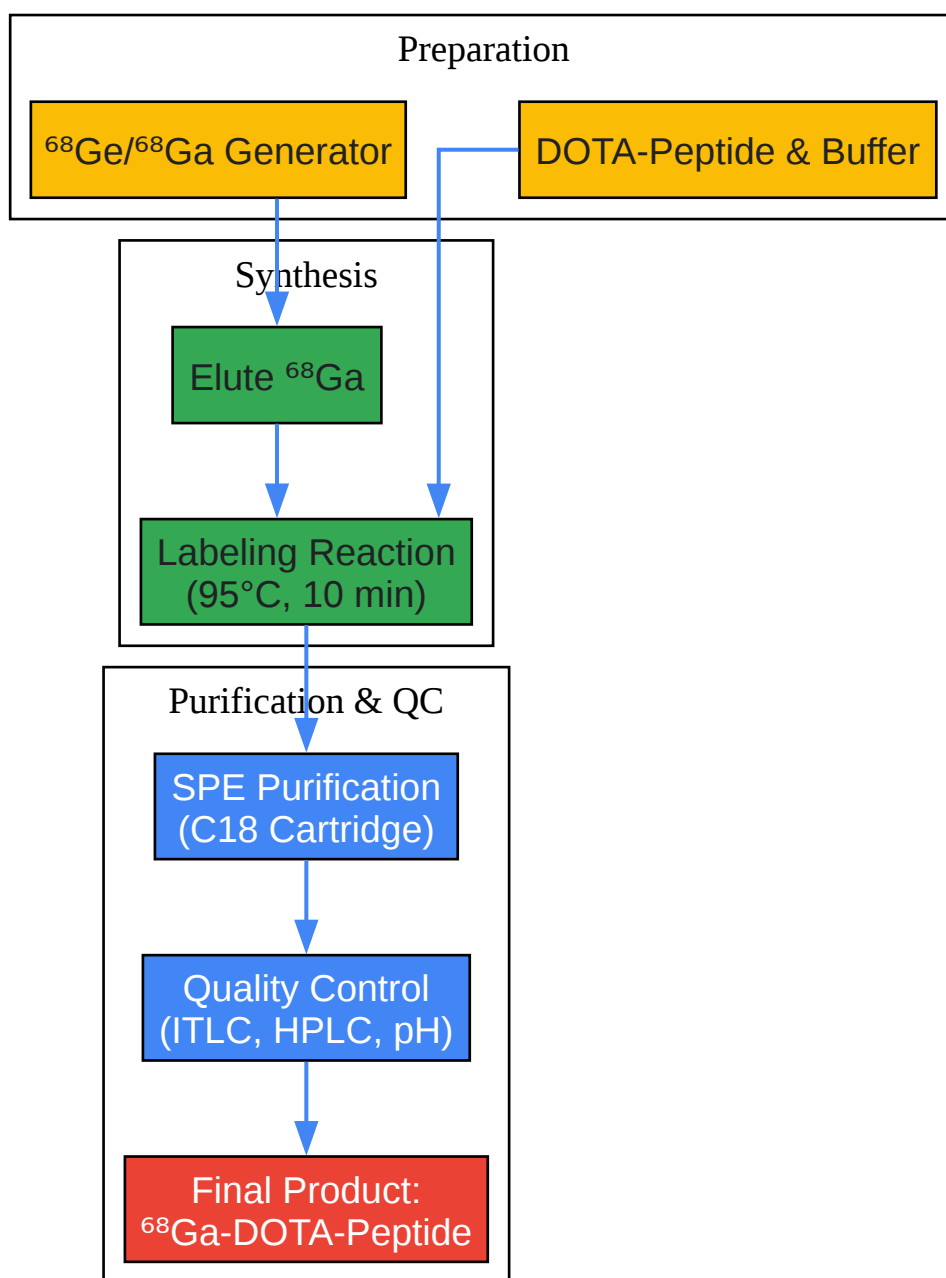 Preparation
⁶⁸Ge/⁶⁸Ga Generator
DOTA-Peptide & Buffer
Synthesis
Elute ⁶⁸Ga
Labeling Reaction
(95°C, 10 min)
Purification & QC
SPE Purification
(C18 Cartridge)
Quality Control
(ITLC, HPLC, pH)
Final Product:
⁶⁸Ga-DOTA-Peptide